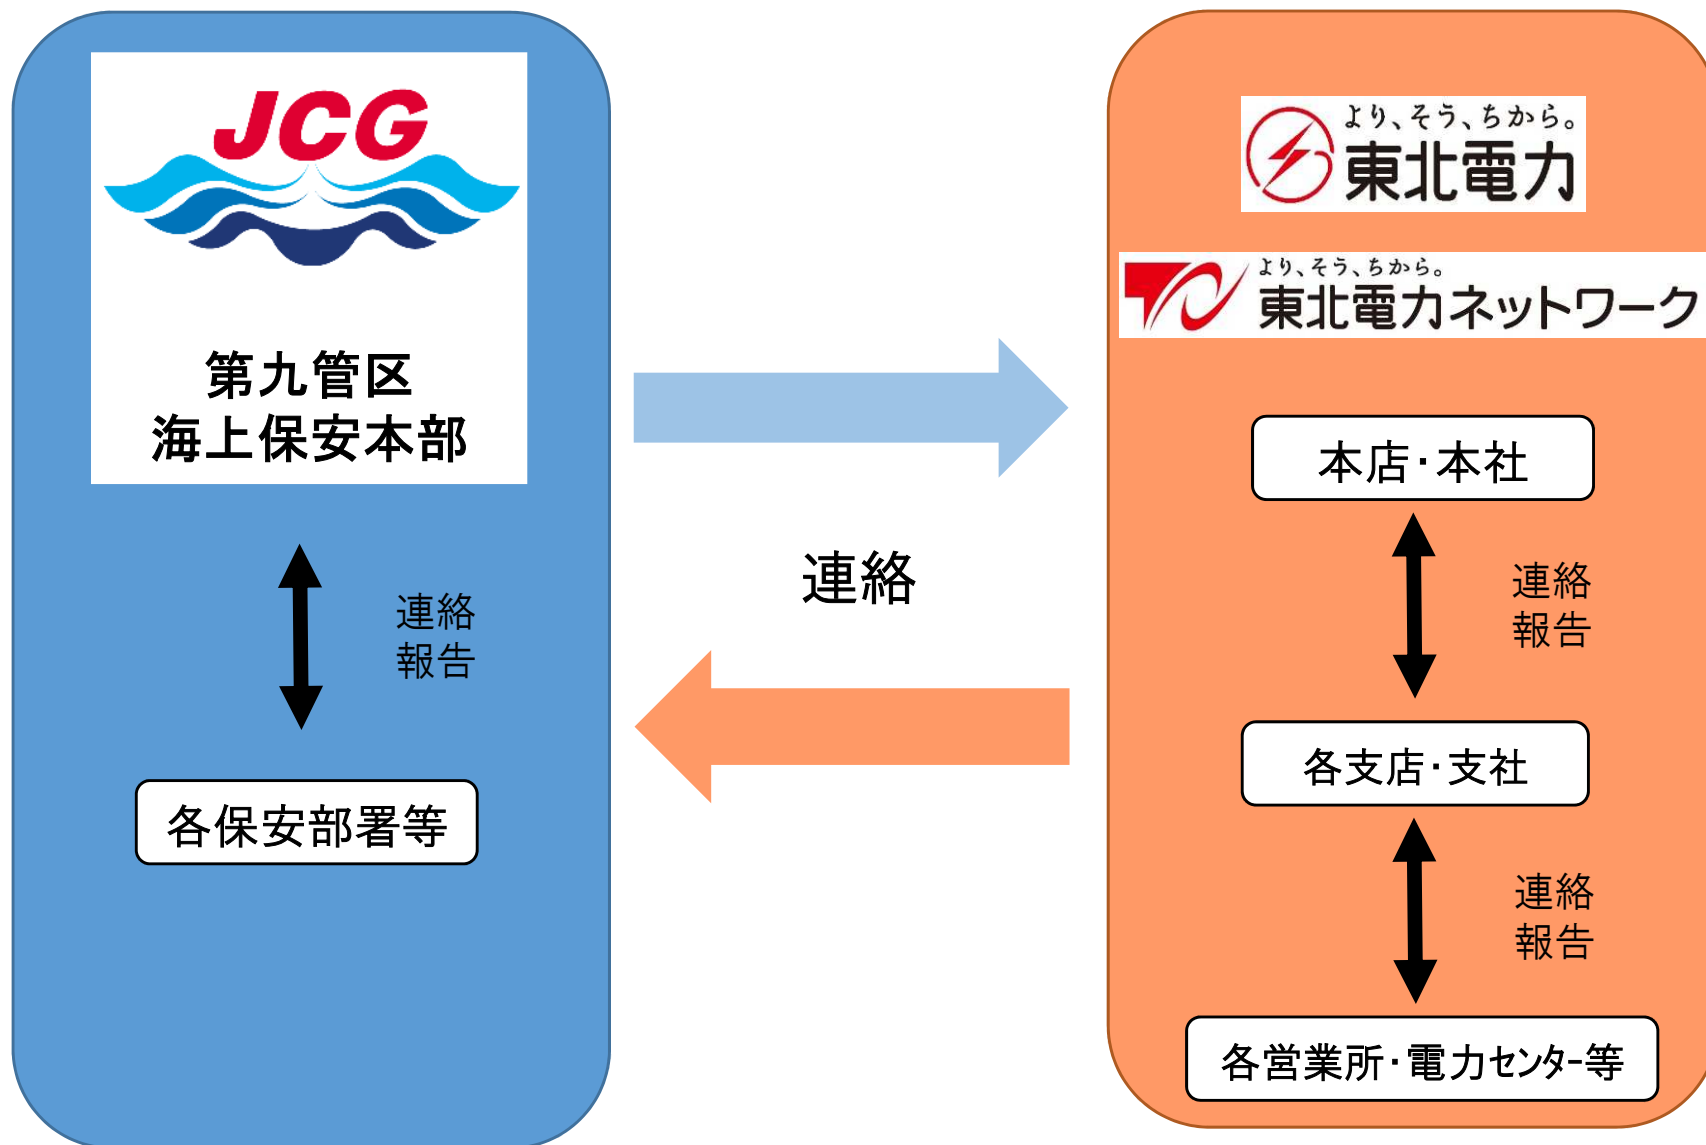 JCG
第九管区
海上保安本部
連絡
報告
各保安部署等
連絡
より、そう、ちから。
東北電力
より、そう、ちから。
東北電力ネットワーク
本店・本社
連絡
報告
各支店・支社
連絡
報告
各営業所・電力センター等